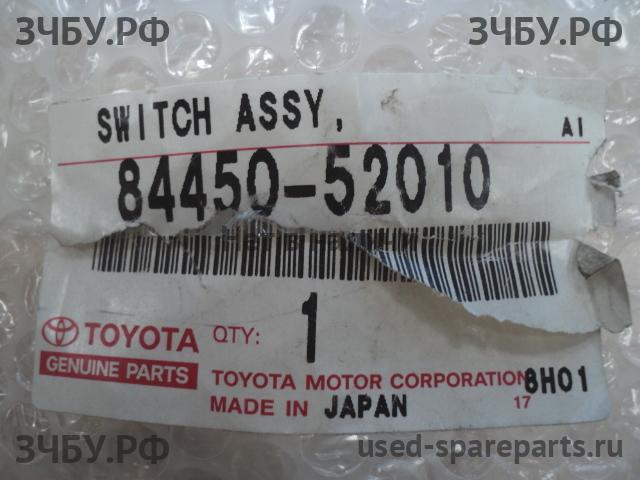 ЗЧБУ.РФ ЗЧБУ.РФ
SWITCH ASSY, AI
84450-52010
TOYOTA QTY: 1
GENUINE PARTS TOYOTA MOTOR CORPORATION 8H01
MADE IN JAPAN 17
ЗЧБУ.РФ used-spareparts.ru